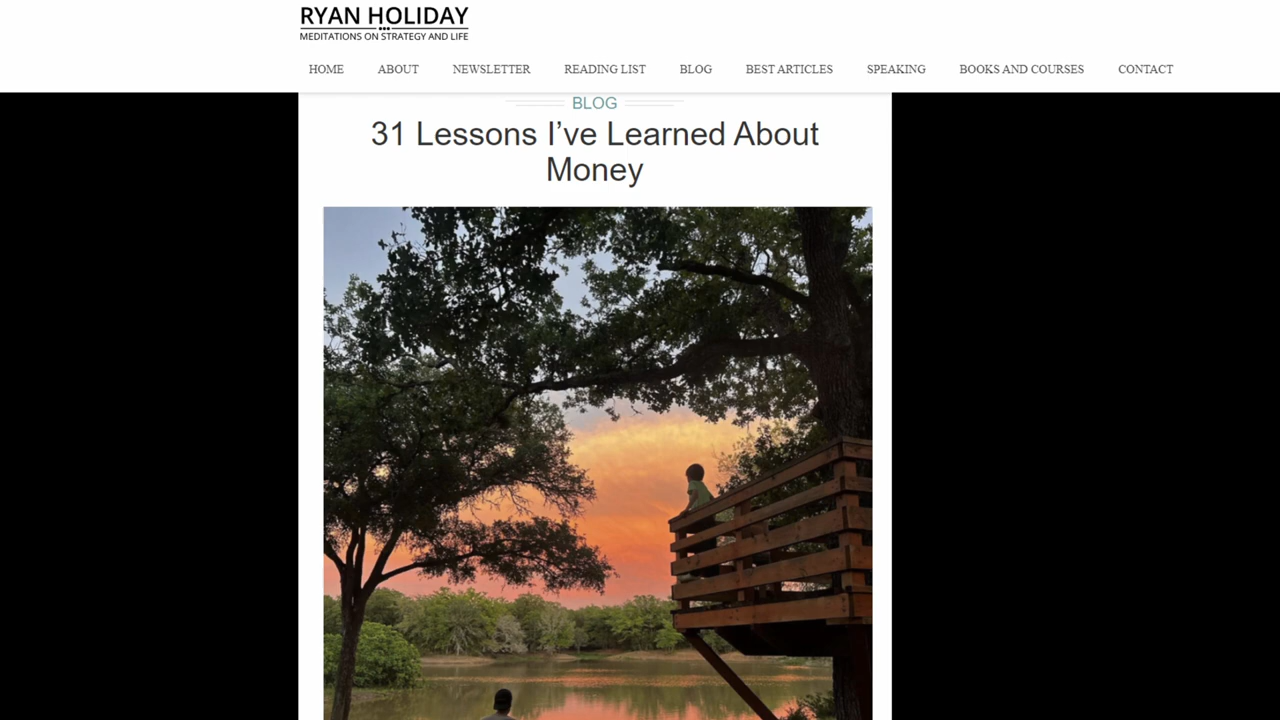 RYAN HOLIDAY
MEDITATIONS ON STRATEGY AND LIFE
HOME ABOUT NEWSLETTER READING LIST BLOG BEST ARTICLES SPEAKING BOOKS AND COURSES CONTACT
BLOG
31 Lessons I’ve Learned About
Money